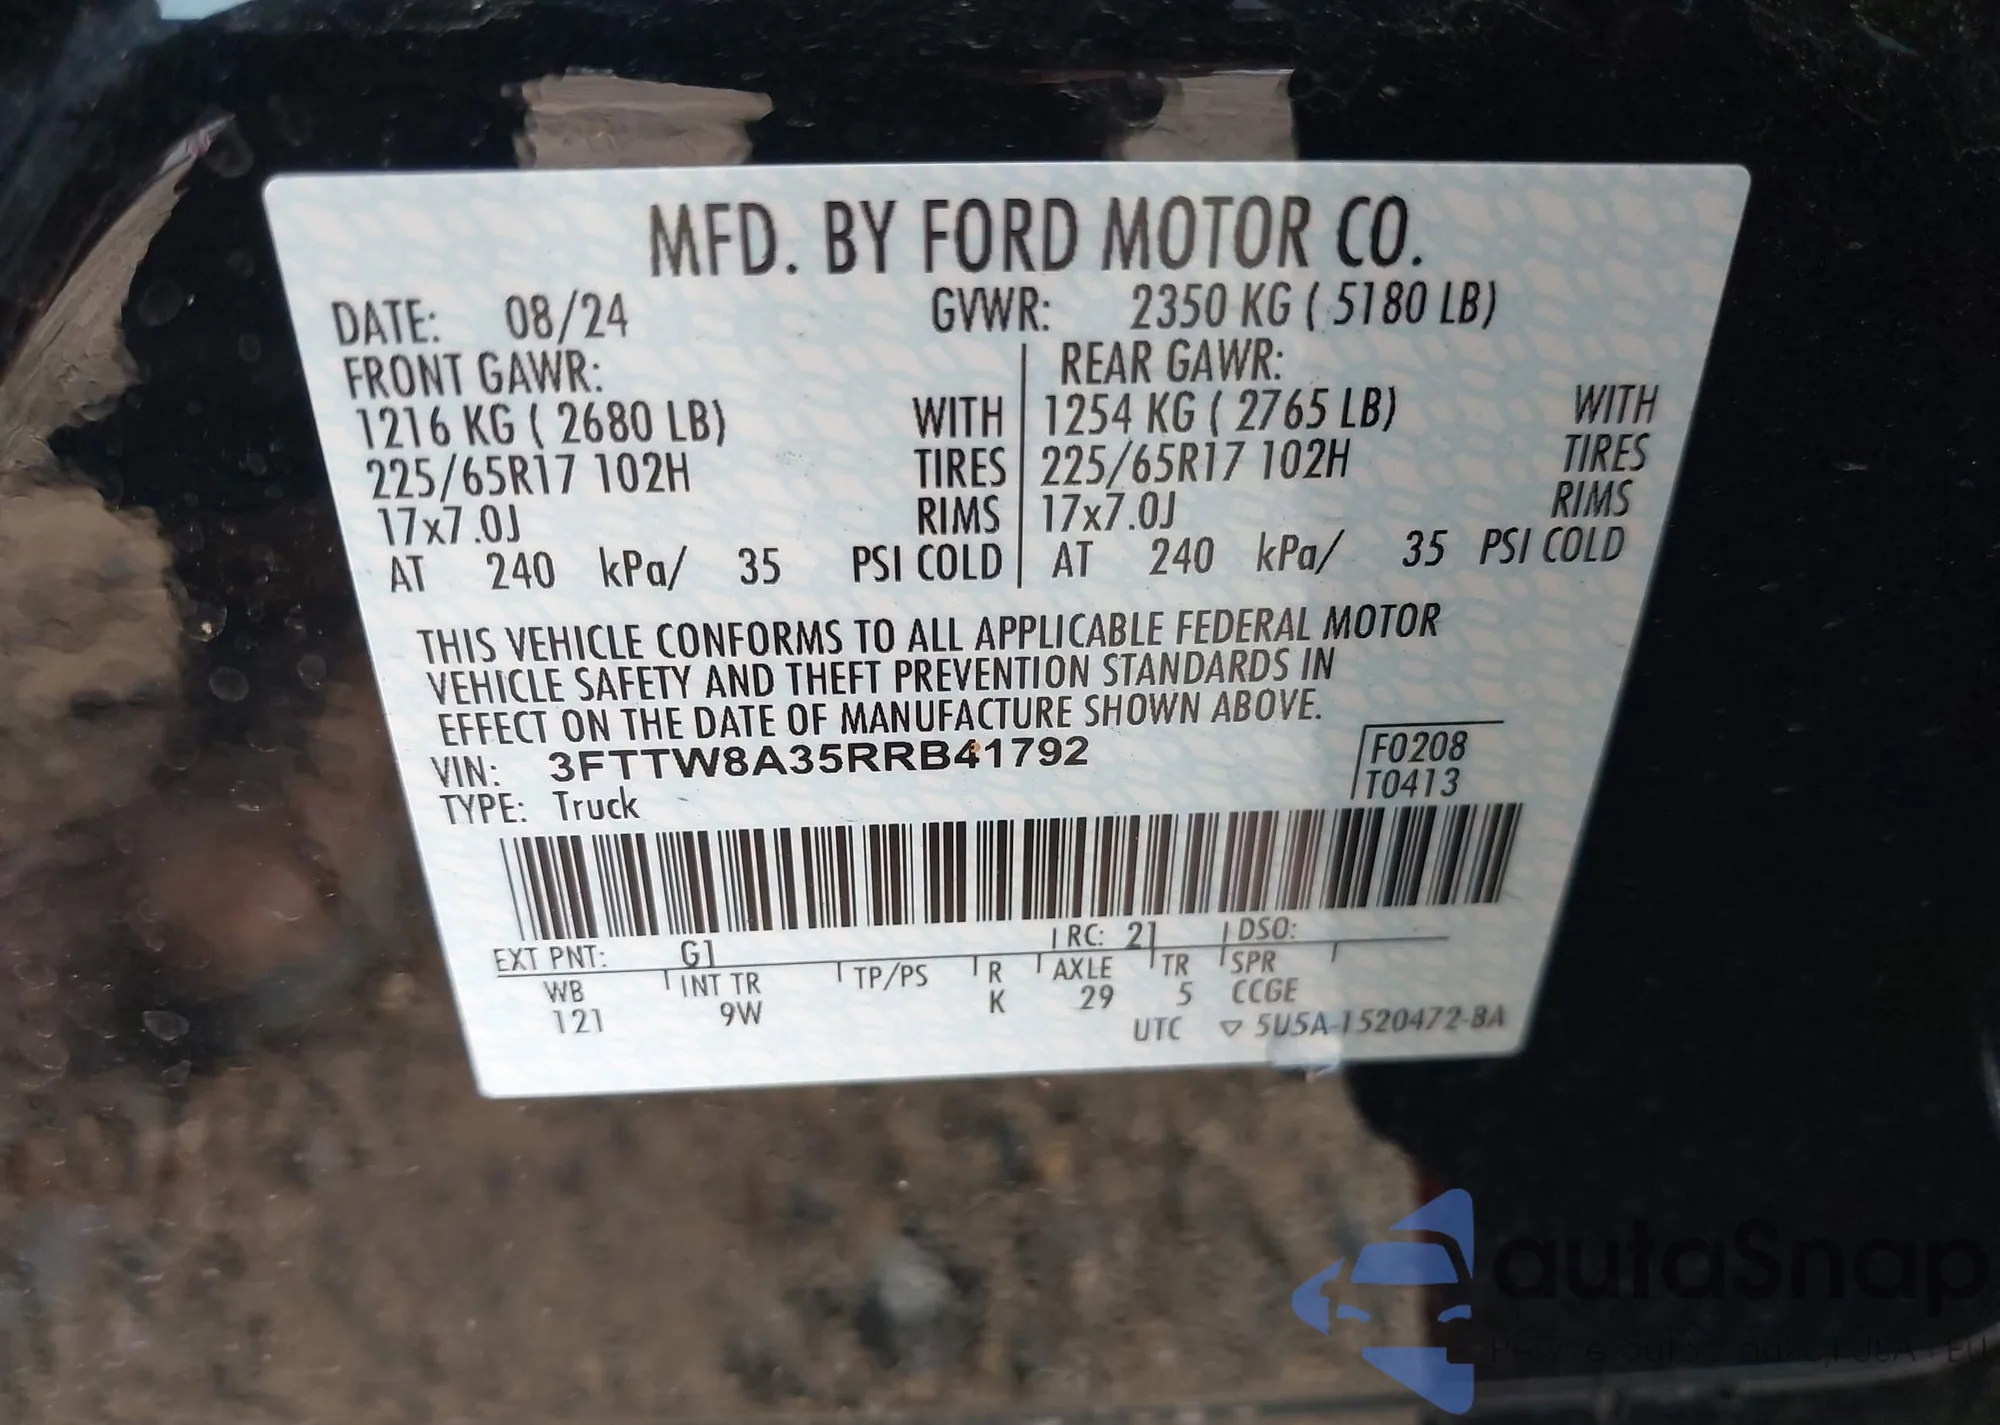 MFD. BY FORD MOTOR CO.
DATE: 08/24 GVWR: 2350 KG ( 5180 LB)
FRONT GAWR: REAR GAWR:
1216 KG ( 2680 LB) WITH 1254 KG ( 2765 LB) WITH
225/65R17 102H TIRES 225/65R17 102H TIRES
17x7.0J RIMS 17x7.0J RIMS
AT 240 kPa/ 35 PSI COLD AT 240 kPa/ 35 PSI COLD
THIS VEHICLE CONFORMS TO ALL APPLICABLE FEDERAL MOTOR
VEHICLE SAFETY AND THEFT PREVENTION STANDARDS IN
EFFECT ON THE DATE OF MANUFACTURE SHOWN ABOVE.
VIN: 3FTTW8A35RRB41792 F0208
TYPE: Truck T0413
EXT PNT: G1 RC: 21 DSO:
WB INT TR TP/PS R AXLE TR SPR
121 9W K 29 5 CCGE
UTC ▽ 5U5A-1520472-BA
autaSnap